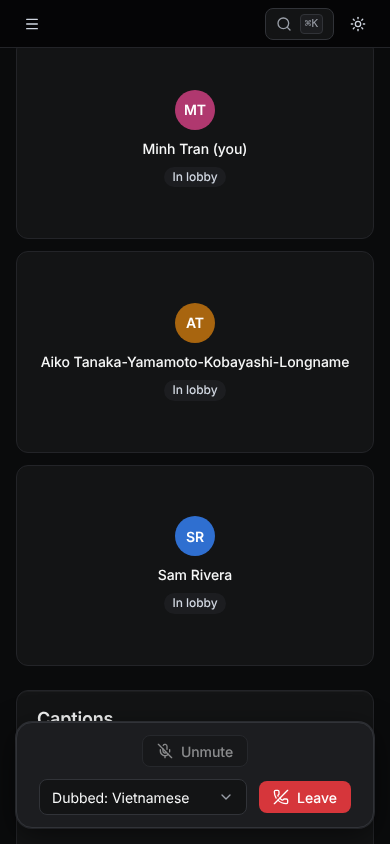 ⌘K
MT
Minh Tran (you)
In lobby
AT
Aiko Tanaka-Yamamoto-Kobayashi-Longname
In lobby
SR
Sam Rivera
In lobby
Captions
Unmute
Dubbed: Vietnamese
Leave